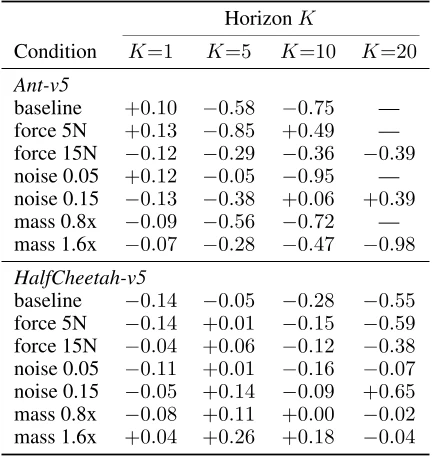 Horizon K
Condition K=1 K=5 K=10 K=20
Ant-v5
baseline +0.10 −0.58 −0.75 —
force 5N +0.13 −0.85 +0.49 —
force 15N −0.12 −0.29 −0.36 −0.39
noise 0.05 +0.12 −0.05 −0.95 —
noise 0.15 −0.13 −0.38 +0.06 +0.39
mass 0.8x −0.09 −0.56 −0.72 —
mass 1.6x −0.07 −0.28 −0.47 −0.98
HalfCheetah-v5
baseline −0.14 −0.05 −0.28 −0.55
force 5N −0.14 +0.01 −0.15 −0.59
force 15N −0.04 +0.06 −0.12 −0.38
noise 0.05 −0.11 +0.01 −0.16 −0.07
noise 0.15 −0.05 +0.14 −0.09 +0.65
mass 0.8x −0.08 +0.11 +0.00 −0.02
mass 1.6x +0.04 +0.26 +0.18 −0.04